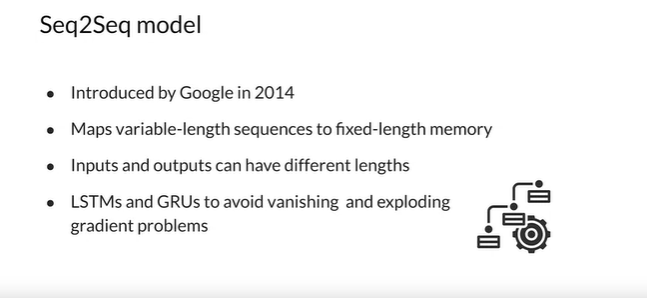 Seq2Seq model
● Introduced by Google in 2014
● Maps variable-length sequences to fixed-length memory
● Inputs and outputs can have different lengths
● LSTMs and GRUs to avoid vanishing and exploding
gradient problems